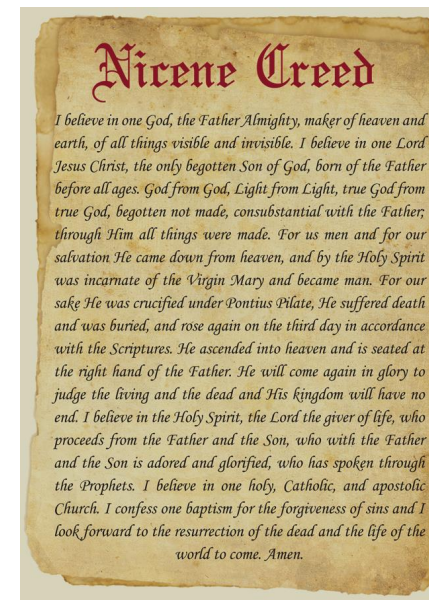 Nicene Creed
I believe in one God, the Father Almighty, maker of heaven and
earth, of all things visible and invisible. I believe in one Lord
Jesus Christ, the only begotten Son of God, born of the Father
before all ages. God from God, Light from Light, true God from
true God, begotten not made, consubstantial with the Father;
through Him all things were made. For us men and for our
salvation He came down from heaven, and by the Holy Spirit
was incarnate of the Virgin Mary and became man. For our
sake He was crucified under Pontius Pilate, He suffered death
and was buried, and rose again on the third day in accordance
with the Scriptures. He ascended into heaven and is seated at
the right hand of the Father. He will come again in glory to
judge the living and the dead and His kingdom will have no
end. I believe in the Holy Spirit, the Lord the giver of life, who
proceeds from the Father and the Son, who with the Father
and the Son is adored and glorified, who has spoken through
the Prophets. I believe in one holy, Catholic, and apostolic
Church. I confess one baptism for the forgiveness of sins and I
look forward to the resurrection of the dead and the life of the
world to come. Amen.